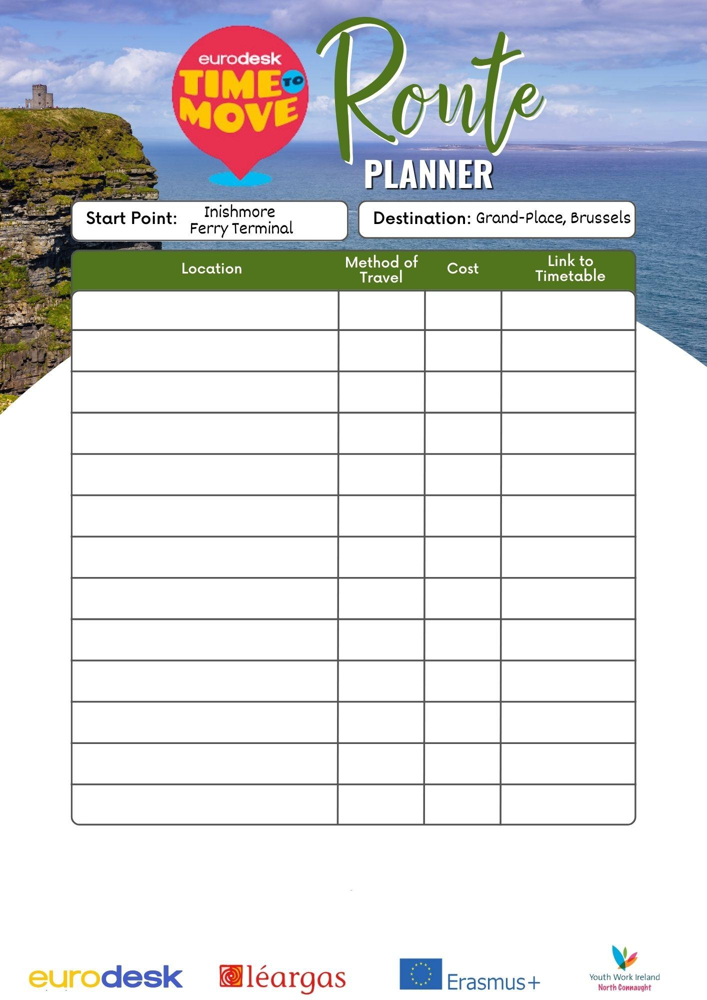 eurodesk
TIME TO
MOVE
Route
PLANNER
Start Point: Inishmore
Ferry Terminal
Destination: Grand-Place, Brussels
Location
Method of
Travel
Cost
Link to
Timetable
eurodesk
léargas
Erasmus+
Youth Work Ireland
North Connaught